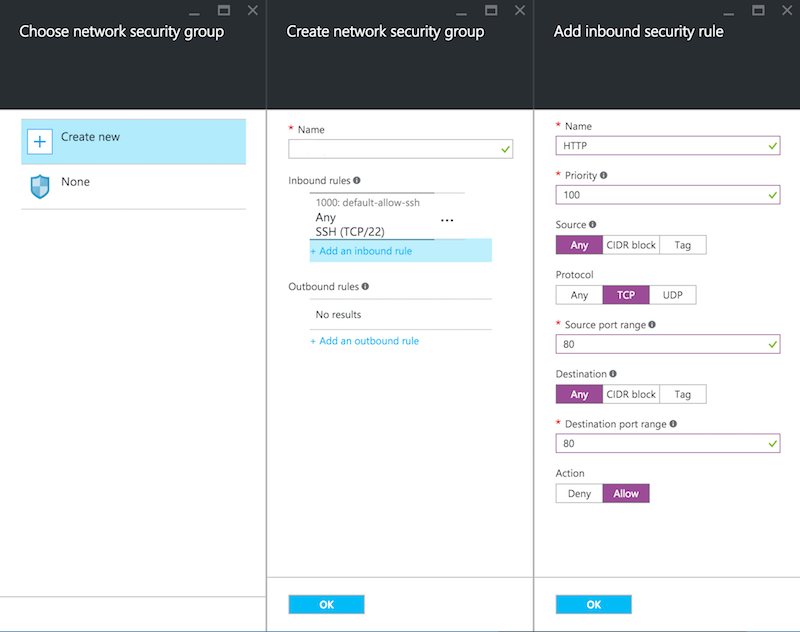 Choose network security group
Create new
None
Create network security group
* Name
Inbound rules
1000: default-allow-ssh
Any
SSH (TCP/22)
...
+ Add an inbound rule
Outbound rules
No results
+ Add an outbound rule
OK
Add inbound security rule
* Name
HTTP
* Priority
100
Source
Any CIDR block Tag
Protocol
Any TCP UDP
* Source port range
80
Destination
Any CIDR block Tag
* Destination port range
80
Action
Deny Allow
OK